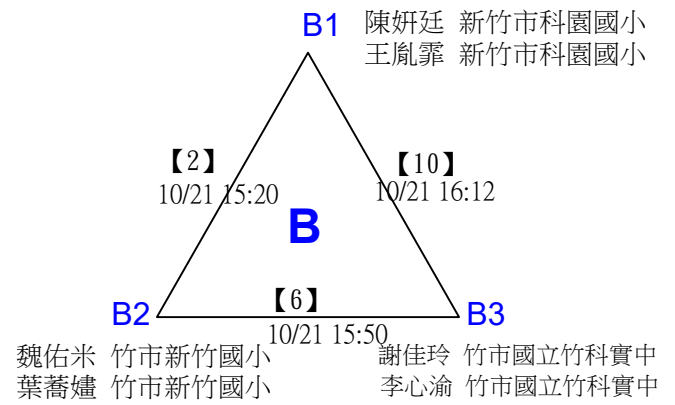 B1
陳妍廷 新竹市科園國小
王胤霏 新竹市科園國小
【2】
10/21 15:20
【10】
10/21 16:12
B
【6】
10/21 15:50
B2
魏佑米 竹市新竹國小
葉蕎嫿 竹市新竹國小
B3
謝佳玲 竹市國立竹科實中
李心渝 竹市國立竹科實中